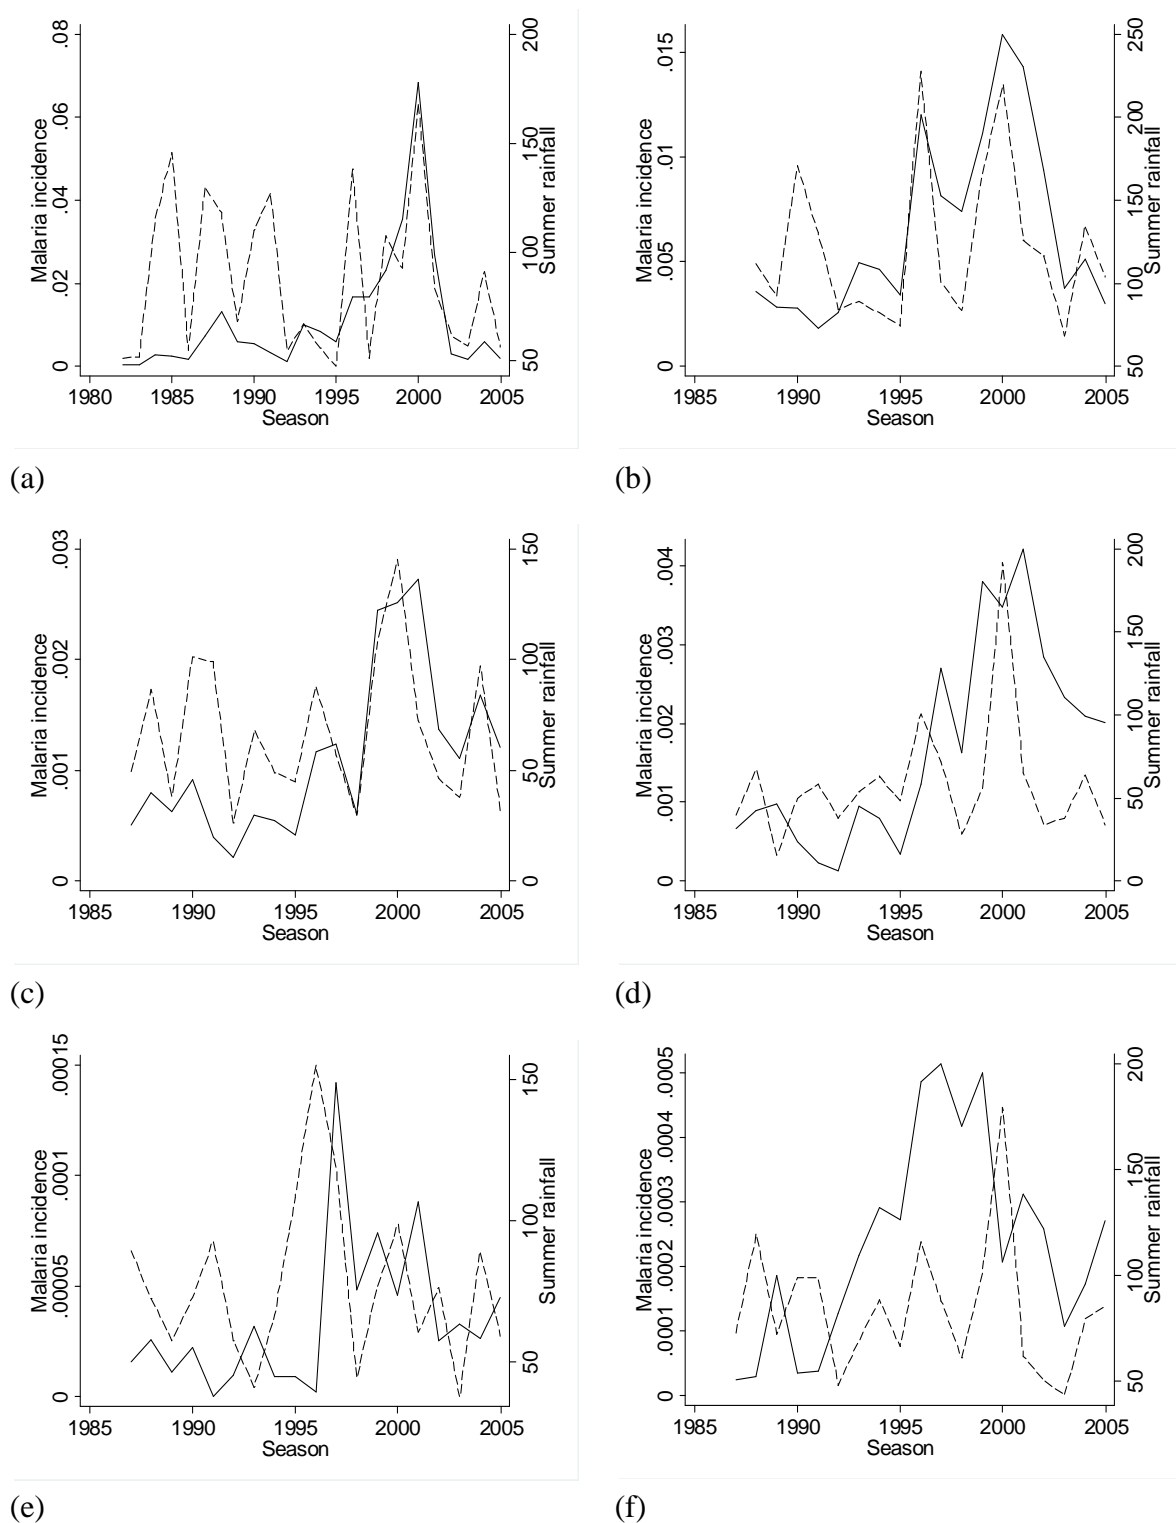 Malaria incidence
0 .02 .04 .06 .08
50 100 150 200
Summer rainfall
1980 1985 1990 1995 2000 2005
Season
(a)
Malaria incidence
0 .005 .01 .015
50 100 150 200 250
Summer rainfall
1985 1990 1995 2000 2005
Season
(b)
Malaria incidence
0 .001 .002 .003
0 50 100 150
Summer rainfall
1985 1990 1995 2000 2005
Season
(c)
Malaria incidence
0 .001 .002 .003 .004
0 50 100 150 200
Summer rainfall
1985 1990 1995 2000 2005
Season
(d)
Malaria incidence
0 .00005 .0001 .00015
50 100 150
Summer rainfall
1985 1990 1995 2000 2005
Season
(e)
Malaria incidence
0 .0001 .0002 .0003 .0004 .0005
50 100 150 200
Summer rainfall
1985 1990 1995 2000 2005
Season
(f)